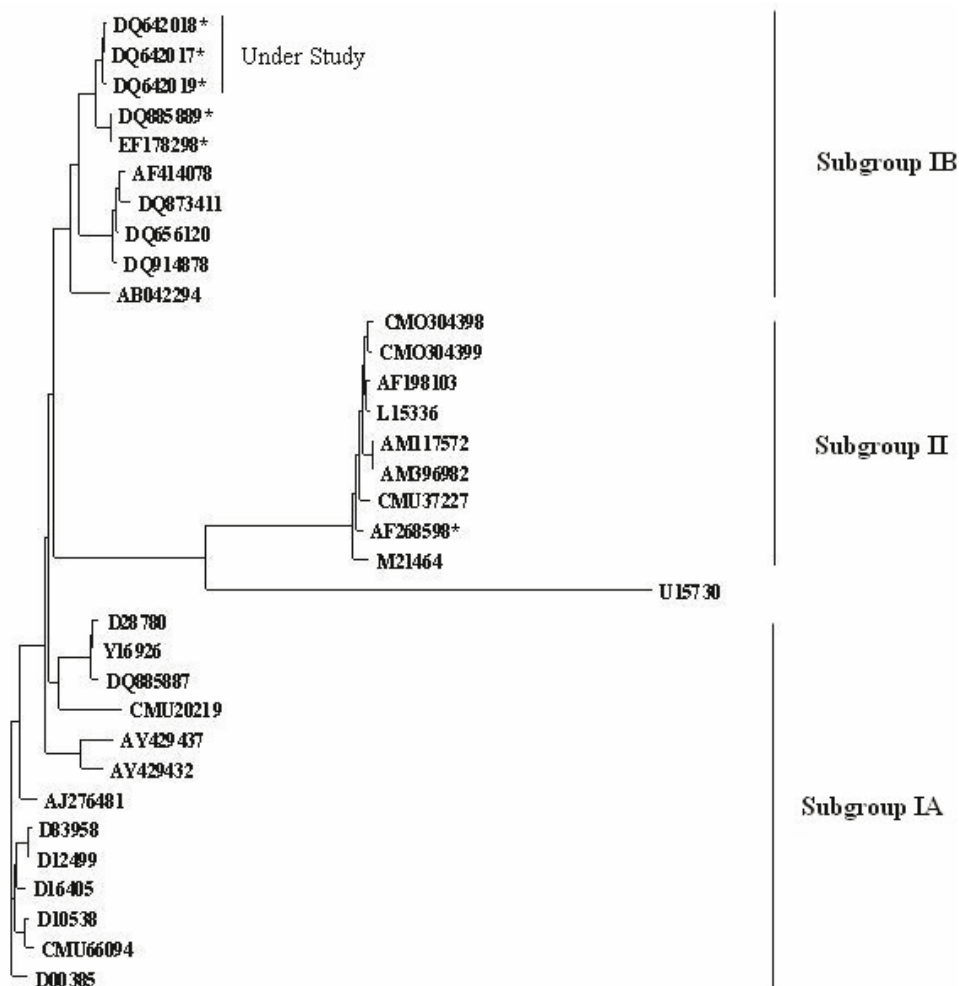 DQ642018*
DQ642017* Under Study
DQ642019*
DQ885889*
EF178298*
AF414078
Subgroup IB
DQ873411
DQ656120
DQ914878
AB042294
CMO304398
CMO304399
AF198103
L15336
AM117572
Subgroup II
AM396982
CMU37227
AF268598*
M21464
U15730
D28780
Y16926
DQ885887
CMU20219
AY429437
AY429432
AJ276481
Subgroup IA
D83958
D12499
D16405
D10538
CMU66094
D00385